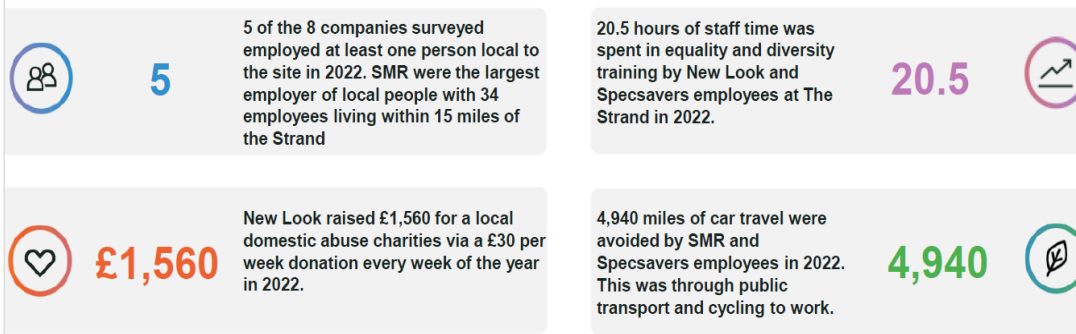 5
5 of the 8 companies surveyed
employed at least one person local to
the site in 2022. SMR were the largest
employer of local people with 34
employees living within 15 miles of
the Strand
20.5 hours of staff time was
spent in equality and diversity
training by New Look and
Specsavers employees at The
Strand in 2022.
20.5
£1,560
New Look raised £1,560 for a local
domestic abuse charities via a £30 per
week donation every week of the year
in 2022.
4,940 miles of car travel were
avoided by SMR and
Specsavers employees in 2022.
This was through public
transport and cycling to work.
4,940